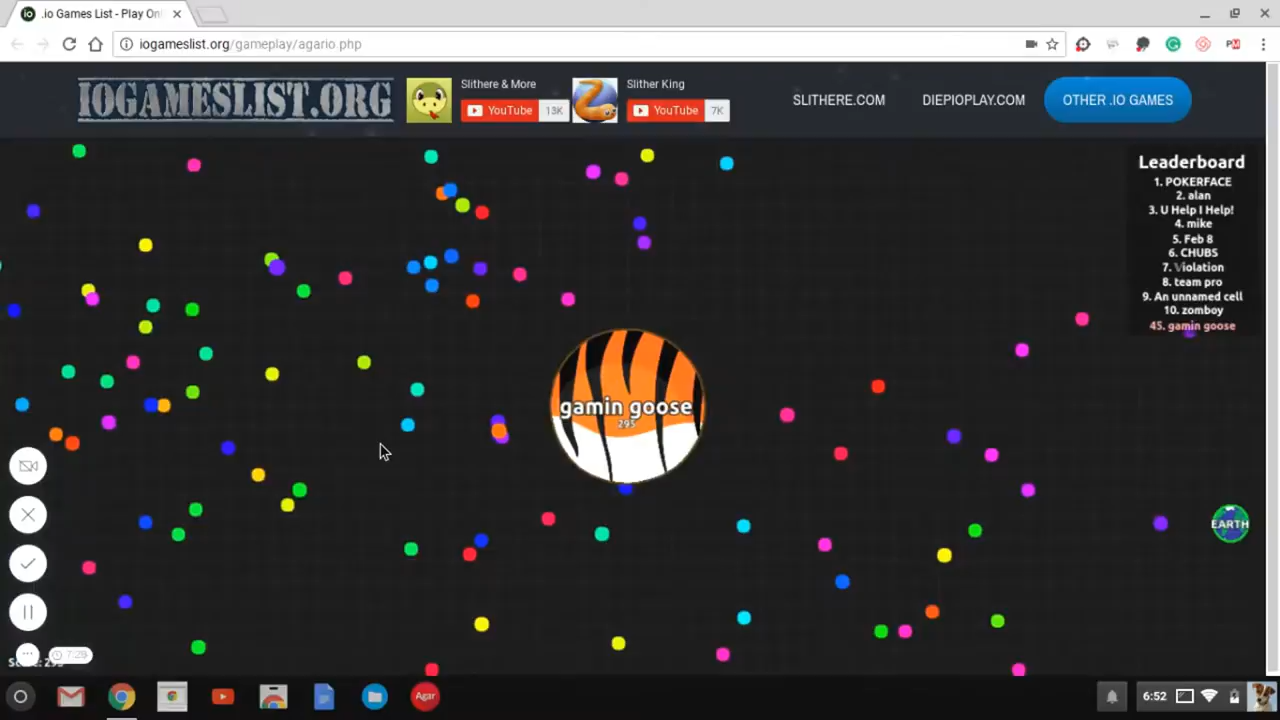 .io Games List - Play Onl
iogameslist.org/gameplay/agario.php
IOGAMESLIST.ORG
Slithere & More
YouTube 13K
Slither King
YouTube 7K
SLITHERE.COM
DIEPIOPLAY.COM
OTHER .IO GAMES
Leaderboard
1. POKERFACE
2. alan
3. U Help I Help!
4. mike
5. Feb 8
6. CHUBS
7. Violation
8. team pro
9. An unnamed cell
10. zomboy
45. gamin goose
gamin goose
295
EARTH
7:29
Agar
6:52